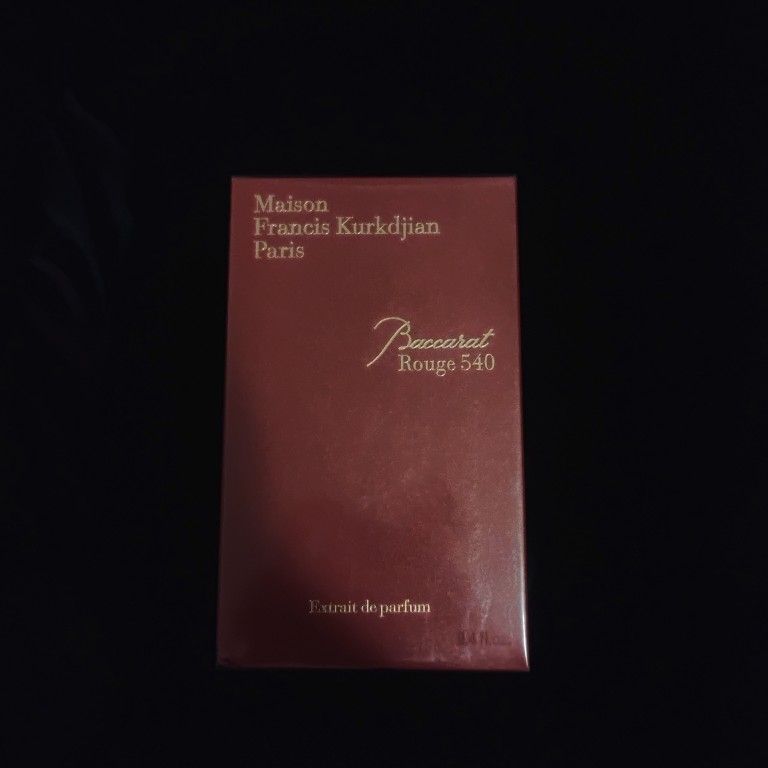 Maison
Francis Kurkdjian
Paris
Baccarat
Rouge 540
Extrait de parfum